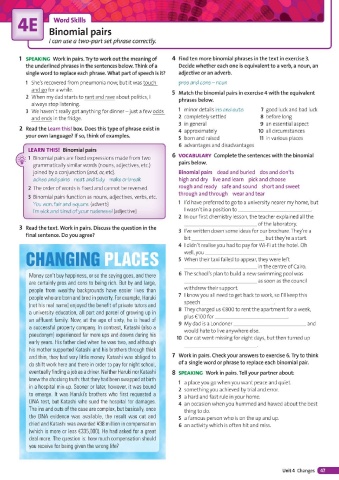 4E
Word Skills
Binomial pairs
I can use a two-part set phrase correctly.
1 SPEAKING Work in pairs. Try to work out the meaning of
the underlined phrases in the sentences below. Think of a
single word to replace each phrase. What part of speech is it?
1 She's recovered from pneumonia now, but it was touch
and go for a while.
2 When my dad starts to rant and rave about politics, I
always stop listening.
3 We haven't really got anything for dinner – just a few odds
and ends in the fridge.
2 Read the Learn this! box. Does this type of phrase exist in
your own language? If so, think of examples.
LEARN THIS! Binomial pairs
1 Binomial pairs are fixed expressions made from two
grammatically similar words (nouns, adjectives, etc.)
joined by a conjunction (and, or, etc.).
aches and pains neat and tidy make or break
2 The order of words is fixed and cannot be reversed.
3 Binomial pairs function as nouns, adjectives, verbs, etc.
You win, fair and square. (adverb)
I'm sick and tired of your rudeness! (adjective)
3 Read the text. Work in pairs. Discuss the question in the
final sentence. Do you agree?
CHANGING PLACES
Money can't buy happiness, or so the saying goes, and there
are certainly pros and cons to being rich. But by and large,
people from wealthy backgrounds have easier lives than
people who are born and bred in poverty. For example, Haruki
(not his real name) enjoyed the benefit of private tutors and
a university education, all part and parcel of growing up in
an affluent family. Now, at the age of sixty, he is head of
a successful property company. In contrast, Katashi (also a
pseudonym) experienced far more ups and downs during his
early years. His father died when he was two, and although
his mother supported Katashi and his brothers through thick
and thin, they had very little money. Katashi was obliged to
do shift work here and there in order to pay for night school,
eventually finding a job as a driver. Neither Haruki nor Katashi
knew the shocking truth: that they had been swapped at birth
in a hospital mix-up. Sooner or later, however, it was bound
to emerge. It was Haruki's brothers who first requested a
DNA test, but Katashi who sued the hospital for damages.
The ins and outs of the case are complex, but basically, once
the DNA evidence was available, the result was cut and
dried and Katashi was awarded ¥38 million in compensation
He had asked for a great
deal more. The question is: how much compensation should
you receive for being given the wrong life?
4 Find ten more binomial phrases in the text in exercise 3.
Decide whether each one is equivalent to a verb, a noun, an
adjective or an adverb.
pros and cons – noun
5 Match the binomial pairs in exercise 4 with the equivalent
phrases below.
1 minor details ins and outs
2 completely settled
3 in general
4 approximately
5 born and raised
6 advantages and disadvantages
7 good luck and bad luck
8 before long
9 an essential aspect
10 all circumstances
11 in various places
6 VOCABULARY Complete the sentences with the binomial
pairs below.
Binomial pairs dead and buried dos and don'ts
high and dry live and learn pick and choose
rough and ready safe and sound short and sweet
through and through wear and tear
1 I'd have preferred to go to a university nearer my home, but
I wasn't in a position to
2 In our first chemistry lesson, the teacher explained all the
of the laboratory.
3 I've written down some ideas for our brochure. They're a
bit , but they're a start.
4 I didn't realise you had to pay for Wi-Fi at the hotel. Oh
well, you
5 When their taxi failed to appear, they were left
in the centre of Cairo.
6 The school's plan to build a new swimming pool was
as soon as the council
withdrew their support.
7 I know you all need to get back to work, so I'll keep this
speech
8 They charged us £800 to rent the apartment for a week,
plus £100 for
9 My dad is a Londoner and
would hate to live anywhere else.
10 Our cat went missing for eight days, but then turned up
7 Work in pairs. Check your answers to exercise 6. Try to think
of a single word or phrase to replace each binomial pair.
8 SPEAKING Work in pairs. Tell your partner about:
1 a place you go when you want peace and quiet.
2 something you achieved by trial and error.
3 a hard and fast rule in your home.
4 an occasion when you hummed and hawed about the best
thing to do.
5 a famous person who is on the up and up.
6 an activity which is often hit and miss.
Unit 4 Changes 47